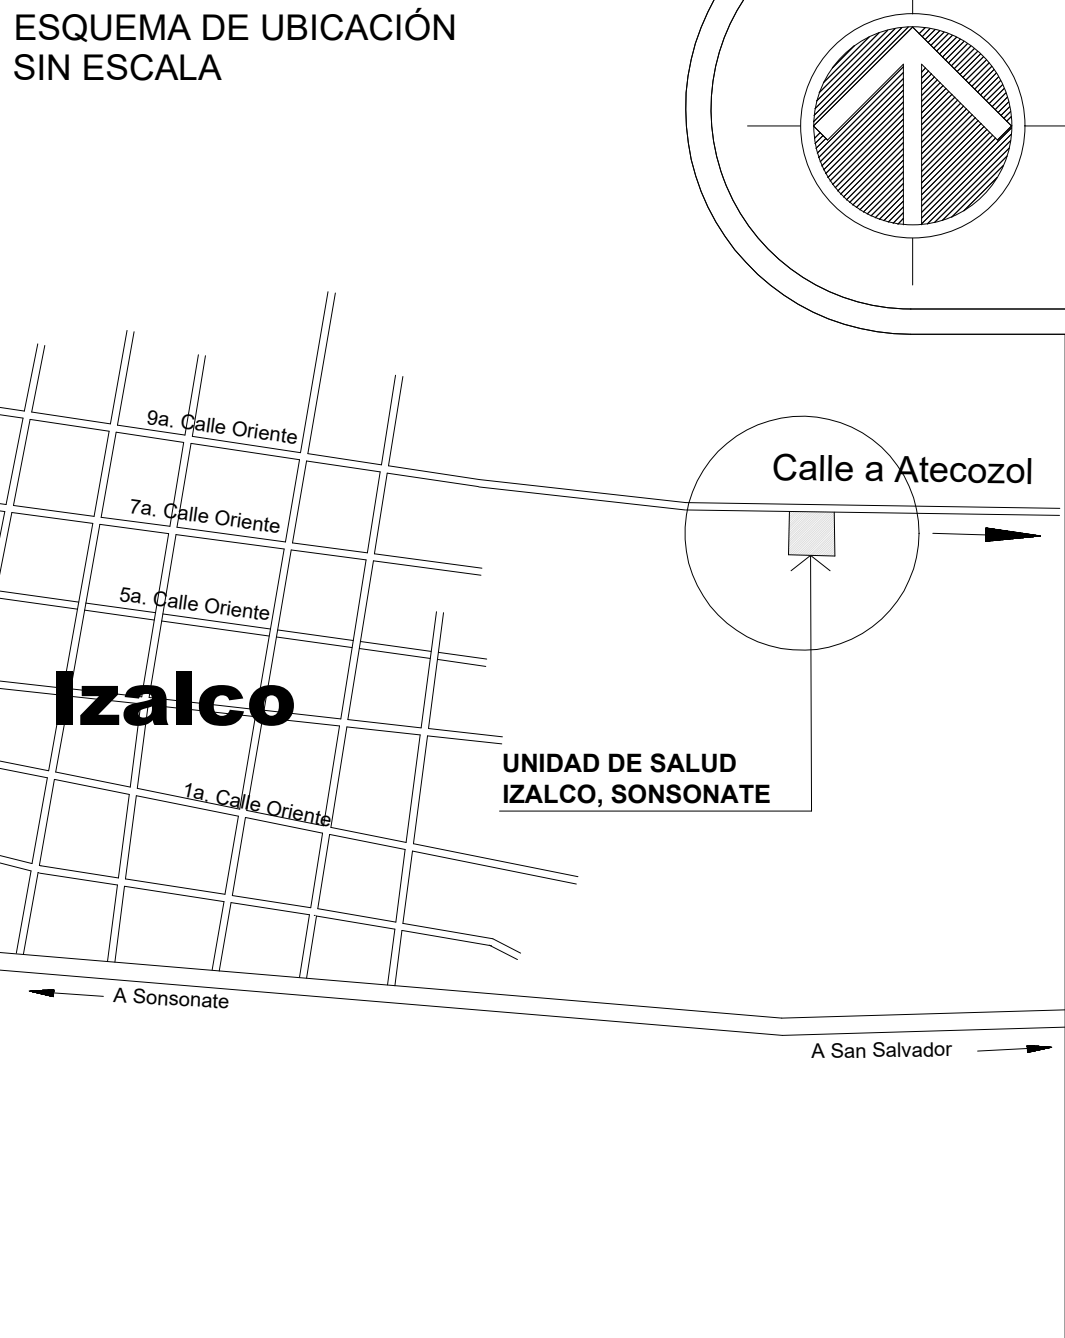 ESQUEMA DE UBICACIÓN
SIN ESCALA
9a. Calle Oriente
Calle a Atecozol
7a. Calle Oriente
5a. Calle Oriente
Izalco
UNIDAD DE SALUD
IZALCO, SONSONATE
1a. Calle Oriente
A Sonsonate
A San Salvador